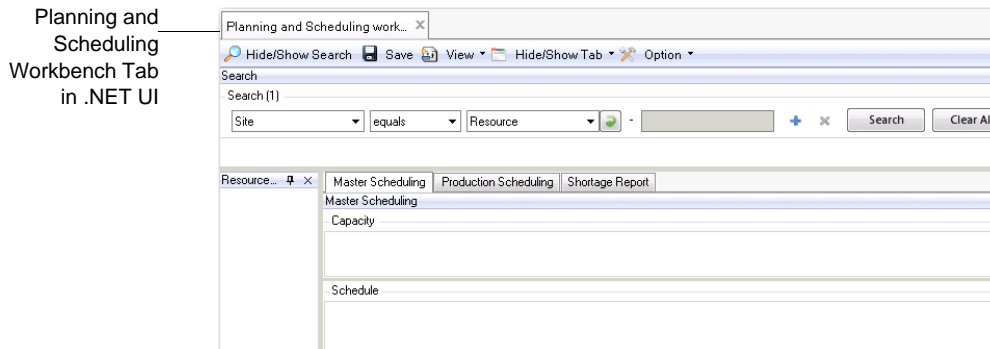 Planning and
Scheduling
Workbench Tab
in .NET UI
Planning and Scheduling work...
Hide/Show Search Save View Hide/Show Tab Option
Search
Search (1)
Site equals Resource - Search Clear Al
Resource... Master Scheduling Production Scheduling Shortage Report
Master Scheduling
Capacity
Schedule